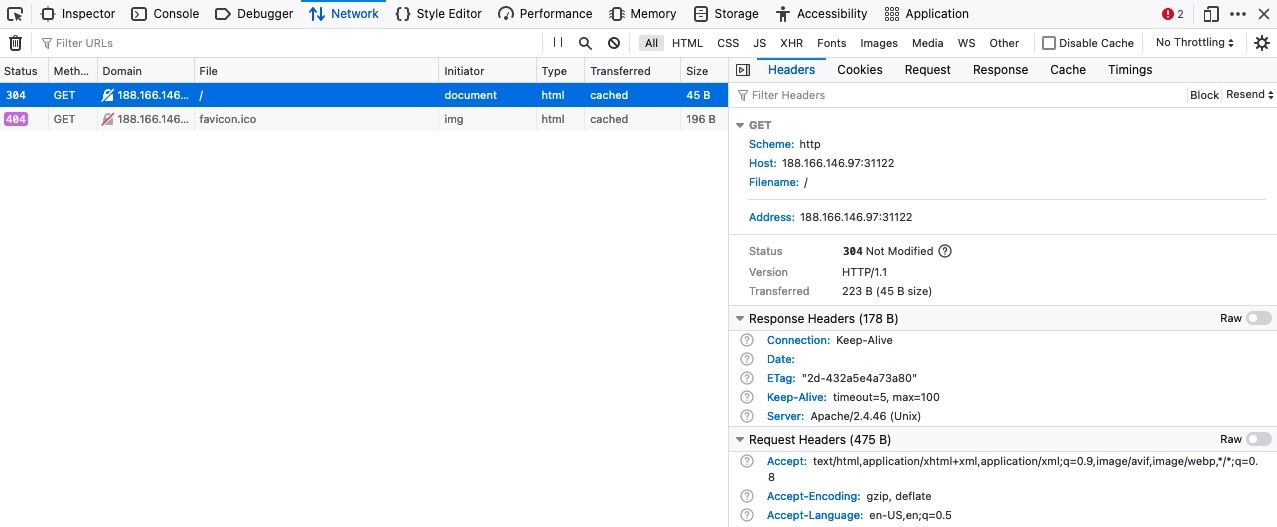 Inspector Console Debugger Network Style Editor Performance Memory Storage Accessibility Application 2
Filter URLs All HTML CSS JS XHR Fonts Images Media WS Other Disable Cache No Throttling
Status Meth... Domain File Initiator Type Transferred Size
304 GET 188.166.146... / document html cached 45 B
404 GET 188.166.146... favicon.ico img html cached 196 B
Headers Cookies Request Response Cache Timings
Filter Headers Block Resend
GET
Scheme: http
Host: 188.166.146.97:31122
Filename: /
Address: 188.166.146.97:31122
Status 304 Not Modified ?
Version HTTP/1.1
Transferred 223 B (45 B size)
Response Headers (178 B) Raw
? Connection: Keep-Alive
? Date:
? ETag: "2d-432a5e4a73a80"
? Keep-Alive: timeout=5, max=100
? Server: Apache/2.4.46 (Unix)
Request Headers (475 B) Raw
? Accept: text/html,application/xhtml+xml,application/xml;q=0.9,image/avif,image/webp,*/*;q=0.
8
? Accept-Encoding: gzip, deflate
? Accept-Language: en-US,en;q=0.5